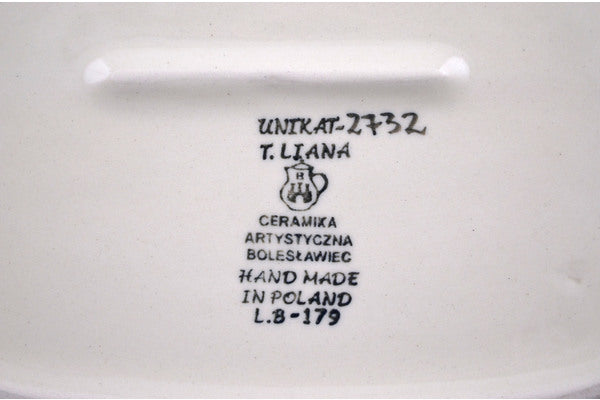 UNIKAT-2732
T. LIANA
CERAMIKA
ARTYSTYCZNA
BOLESŁAWIEC
HAND MADE
IN POLAND
L.B-179